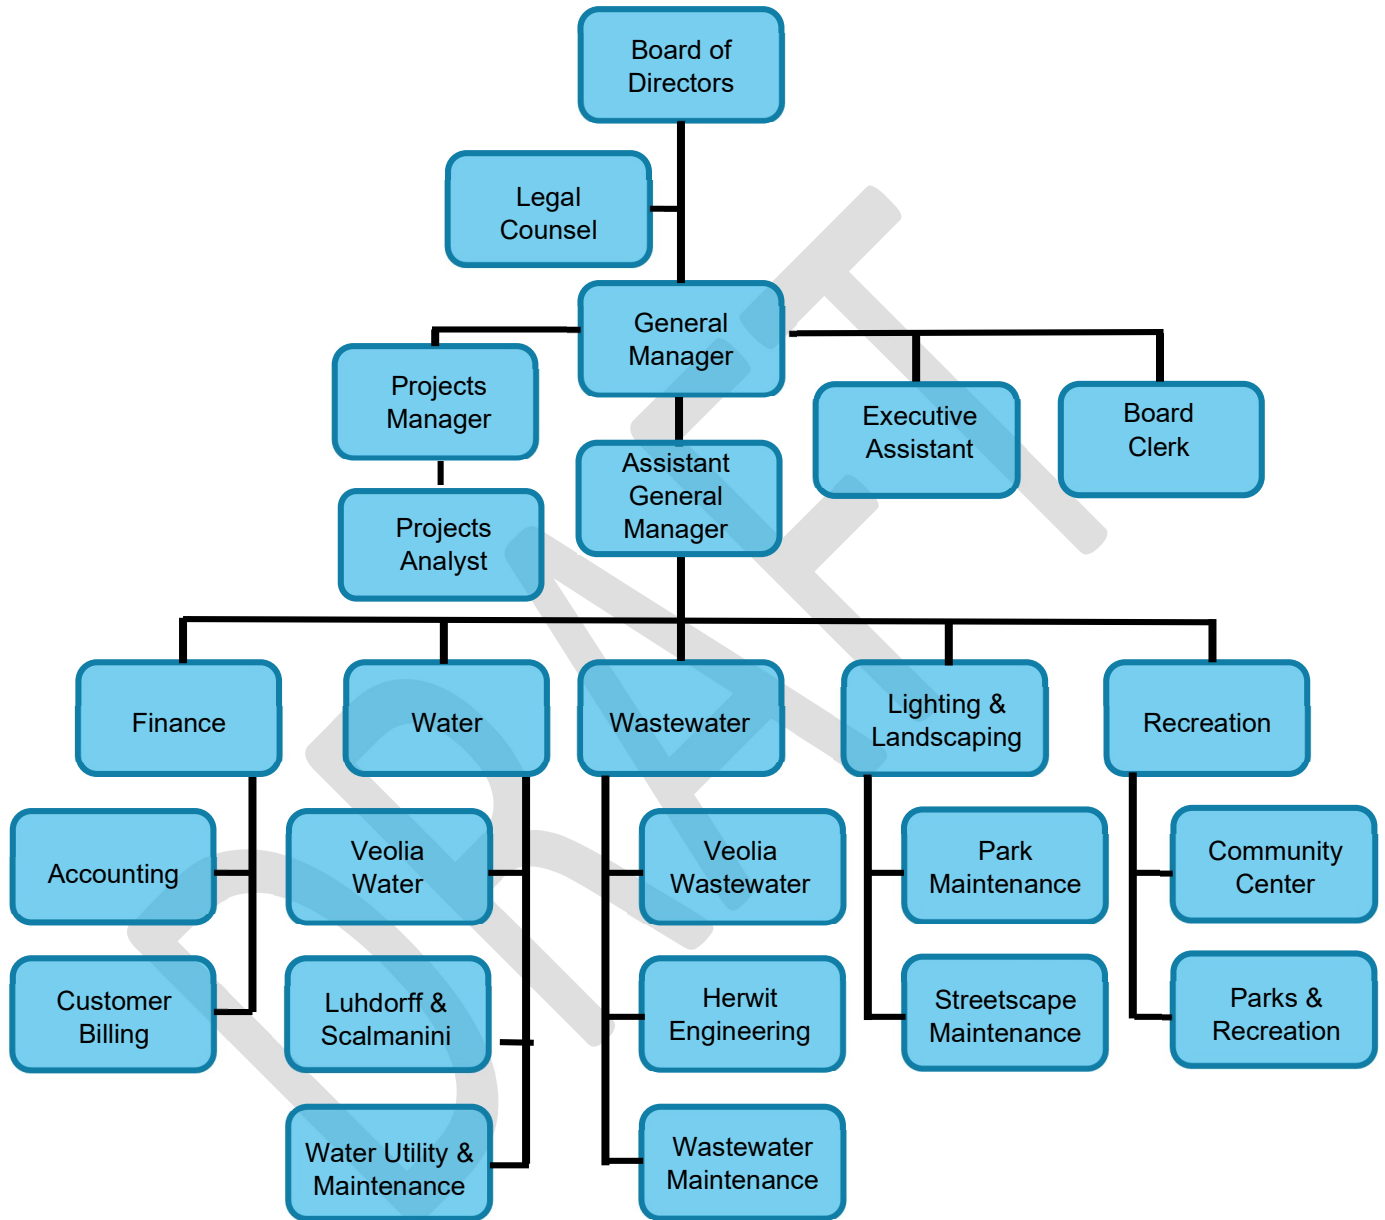 Board of
Directors
Legal
Counsel
General
Manager
Projects
Manager
Executive
Assistant
Board
Clerk
Assistant
General
Manager
Projects
Analyst
Finance
Water
Wastewater
Lighting &
Landscaping
Recreation
Accounting
Veolia
Water
Veolia
Wastewater
Park
Maintenance
Community
Center
Customer
Billing
Luhdorff &
Scalmanini
Herwit
Engineering
Streetscape
Maintenance
Parks &
Recreation
Water Utility &
Maintenance
Wastewater
Maintenance
DRAFT